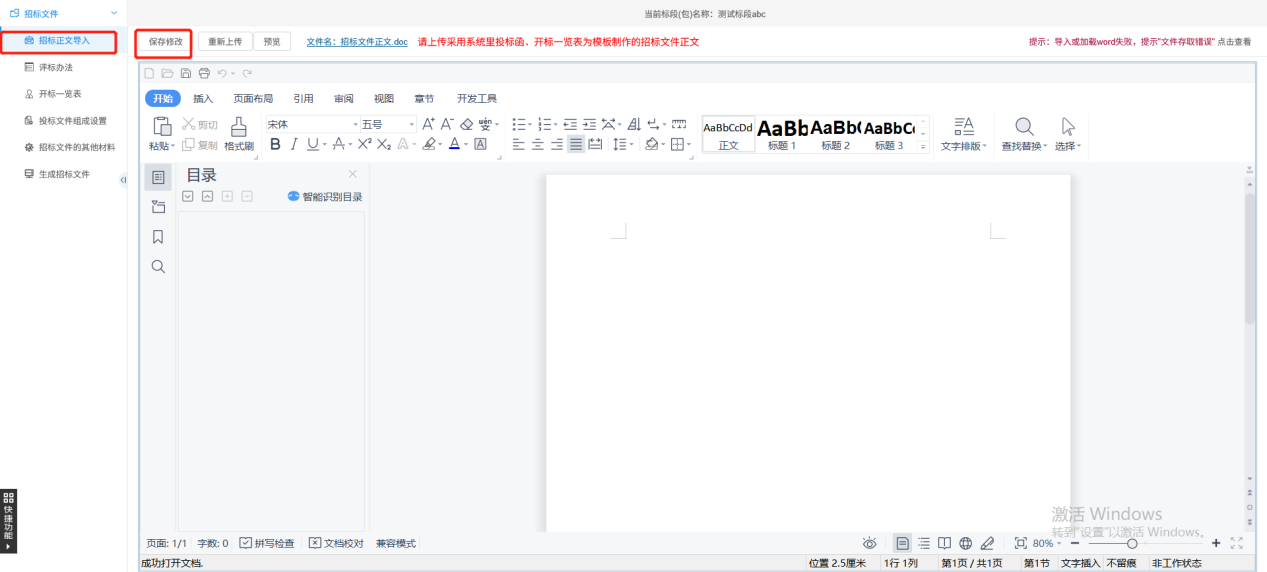 招标文件
当前标段(包)名称：测试标段abc
招标正文导入
评标办法
开标一览表
投标文件组成设置
招标文件的其他材料
生成招标文件
保存修改 重新上传 预览 文件名：招标文件正文.doc 请上传采用系统里投标函、开标一览表为模板制作的招标文件正文 提示：导入或加载word失败，提示"文件存取错误" 点击查看
开始 插入 页面布局 引用 审阅 视图 章节 开发工具
剪切 宋体 五号
粘贴 复制 格式刷
AaBbCcDd AaBb AaBb( AaBbC
正文 标题 1 标题 2 标题 3
文字排版 查找替换 选择
目录
智能识别目录
快捷功能
激活 Windows
转到"设置"以激活 Windows。
页面: 1/1 字数: 0 拼写检查 文档校对 兼容模式 80%
成功打开文档. 位置 2.5厘米 1行 1列 第1页 / 共1页 第1节 文字插入 不留痕 非工作状态